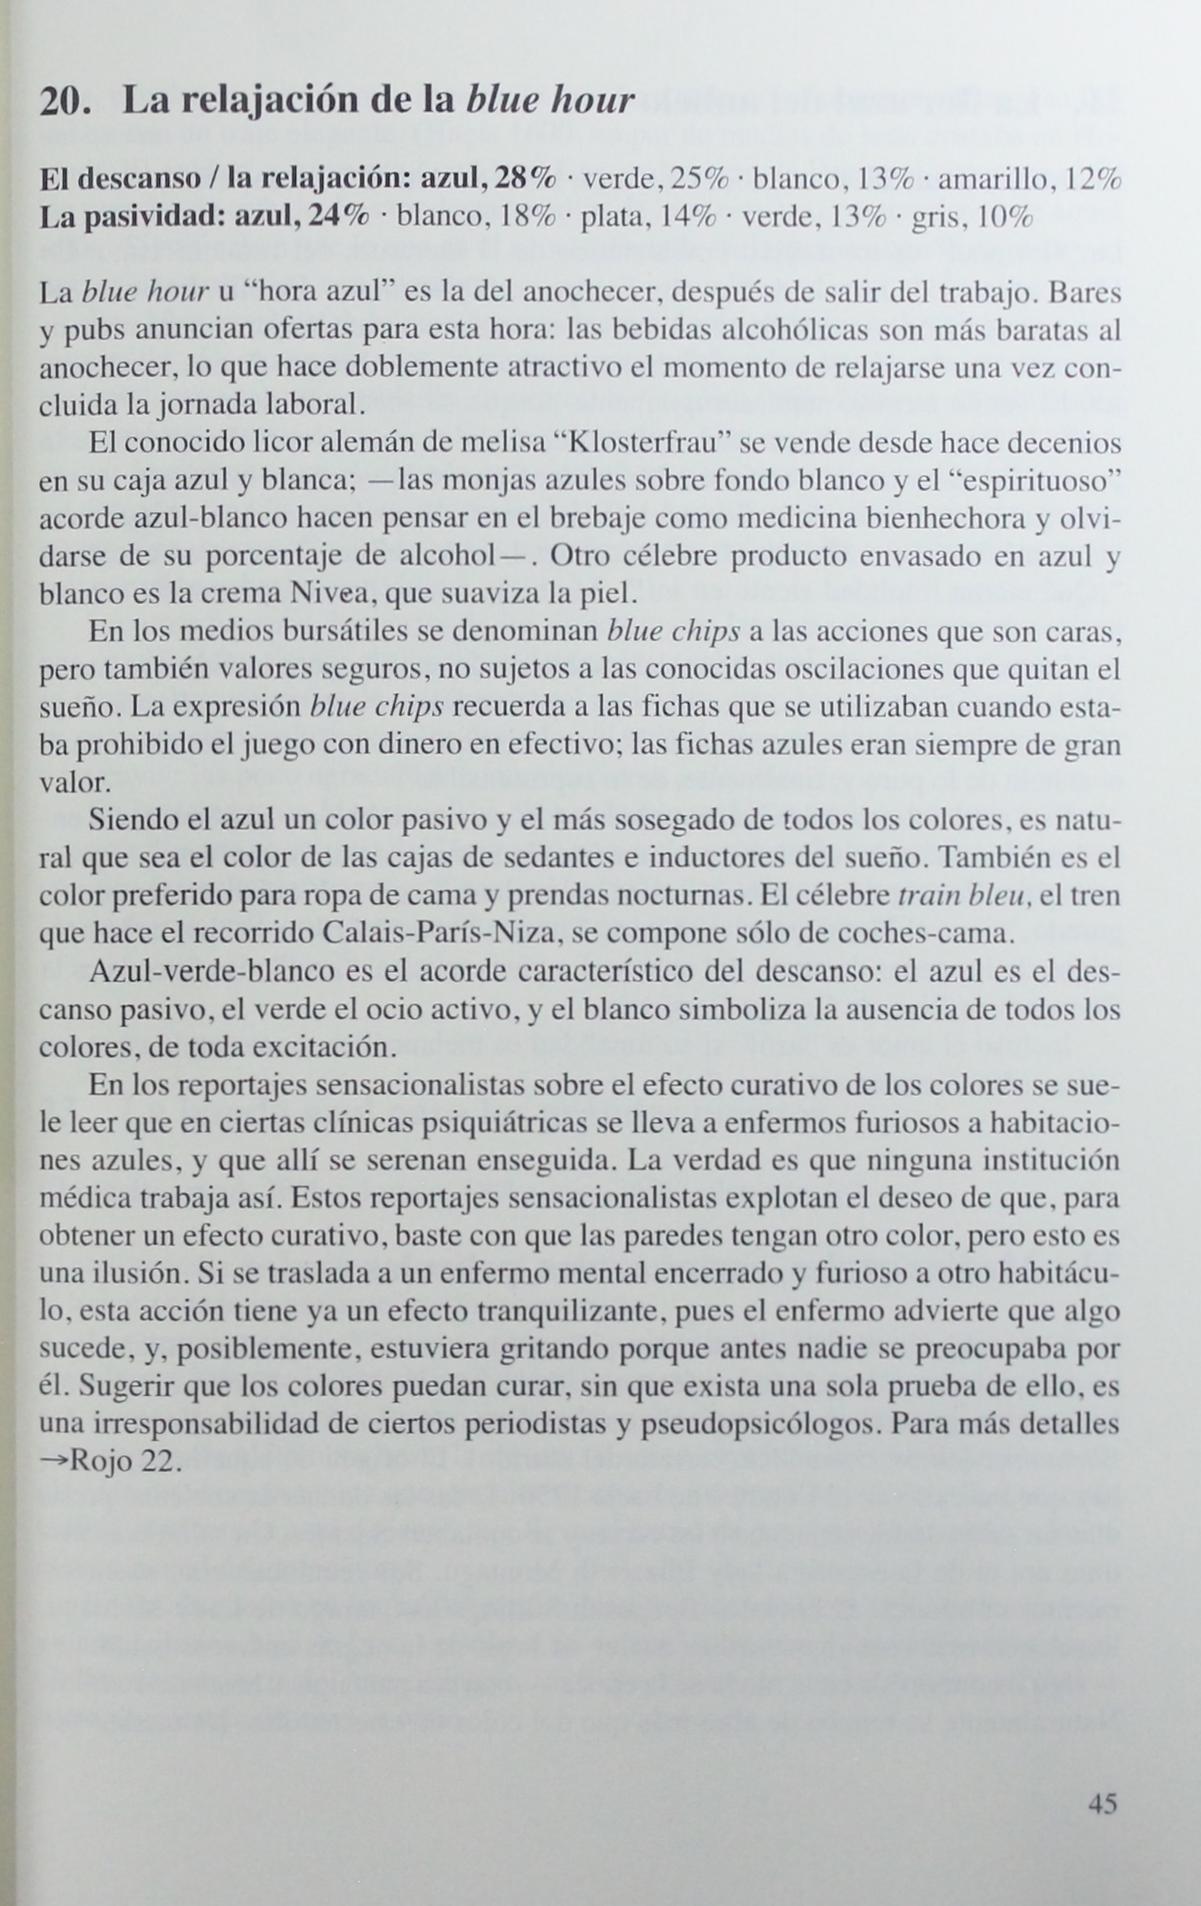 20. La relajación de la blue hour
El descanso / la relajación: azul, 28% · verde, 25% · blanco, 13% · amarillo, 12%
La pasividad: azul, 24% · blanco, 18% · plata, 14% · verde, 13% · gris, 10%
La blue hour u “hora azul” es la del anochecer, después de salir del trabajo. Bares
y pubs anuncian ofertas para esta hora: las bebidas alcohólicas son más baratas al
anochecer, lo que hace doblemente atractivo el momento de relajarse una vez con-
cluida la jornada laboral.
El conocido licor alemán de melisa “Klosterfrau” se vende desde hace decenios
en su caja azul y blanca; —las monjas azules sobre fondo blanco y el “espirituoso”
acorde azul-blanco hacen pensar en el brebaje como medicina bienhechora y olvi-
darse de su porcentaje de alcohol—. Otro célebre producto envasado en azul y
blanco es la crema Nivea, que suaviza la piel.
En los medios bursátiles se denominan blue chips a las acciones que son caras,
pero también valores seguros, no sujetos a las conocidas oscilaciones que quitan el
sueño. La expresión blue chips recuerda a las fichas que se utilizaban cuando esta-
ba prohibido el juego con dinero en efectivo; las fichas azules eran siempre de gran
valor.
Siendo el azul un color pasivo y el más sosegado de todos los colores, es natu-
ral que sea el color de las cajas de sedantes e inductores del sueño. También es el
color preferido para ropa de cama y prendas nocturnas. El célebre train bleu, el tren
que hace el recorrido Calais-París-Niza, se compone sólo de coches-cama.
Azul-verde-blanco es el acorde característico del descanso: el azul es el des-
canso pasivo, el verde el ocio activo, y el blanco simboliza la ausencia de todos los
colores, de toda excitación.
En los reportajes sensacionalistas sobre el efecto curativo de los colores se sue-
le leer que en ciertas clínicas psiquiátricas se lleva a enfermos furiosos a habitacio-
nes azules, y que allí se serenan enseguida. La verdad es que ninguna institución
médica trabaja así. Estos reportajes sensacionalistas explotan el deseo de que, para
obtener un efecto curativo, baste con que las paredes tengan otro color, pero esto es
una ilusión. Si se traslada a un enfermo mental encerrado y furioso a otro habitácu-
lo, esta acción tiene ya un efecto tranquilizante, pues el enfermo advierte que algo
sucede, y, posiblemente, estuviera gritando porque antes nadie se preocupaba por
él. Sugerir que los colores puedan curar, sin que exista una sola prueba de ello, es
una irresponsabilidad de ciertos periodistas y pseudopsicólogos. Para más detalles
→Rojo 22.
45